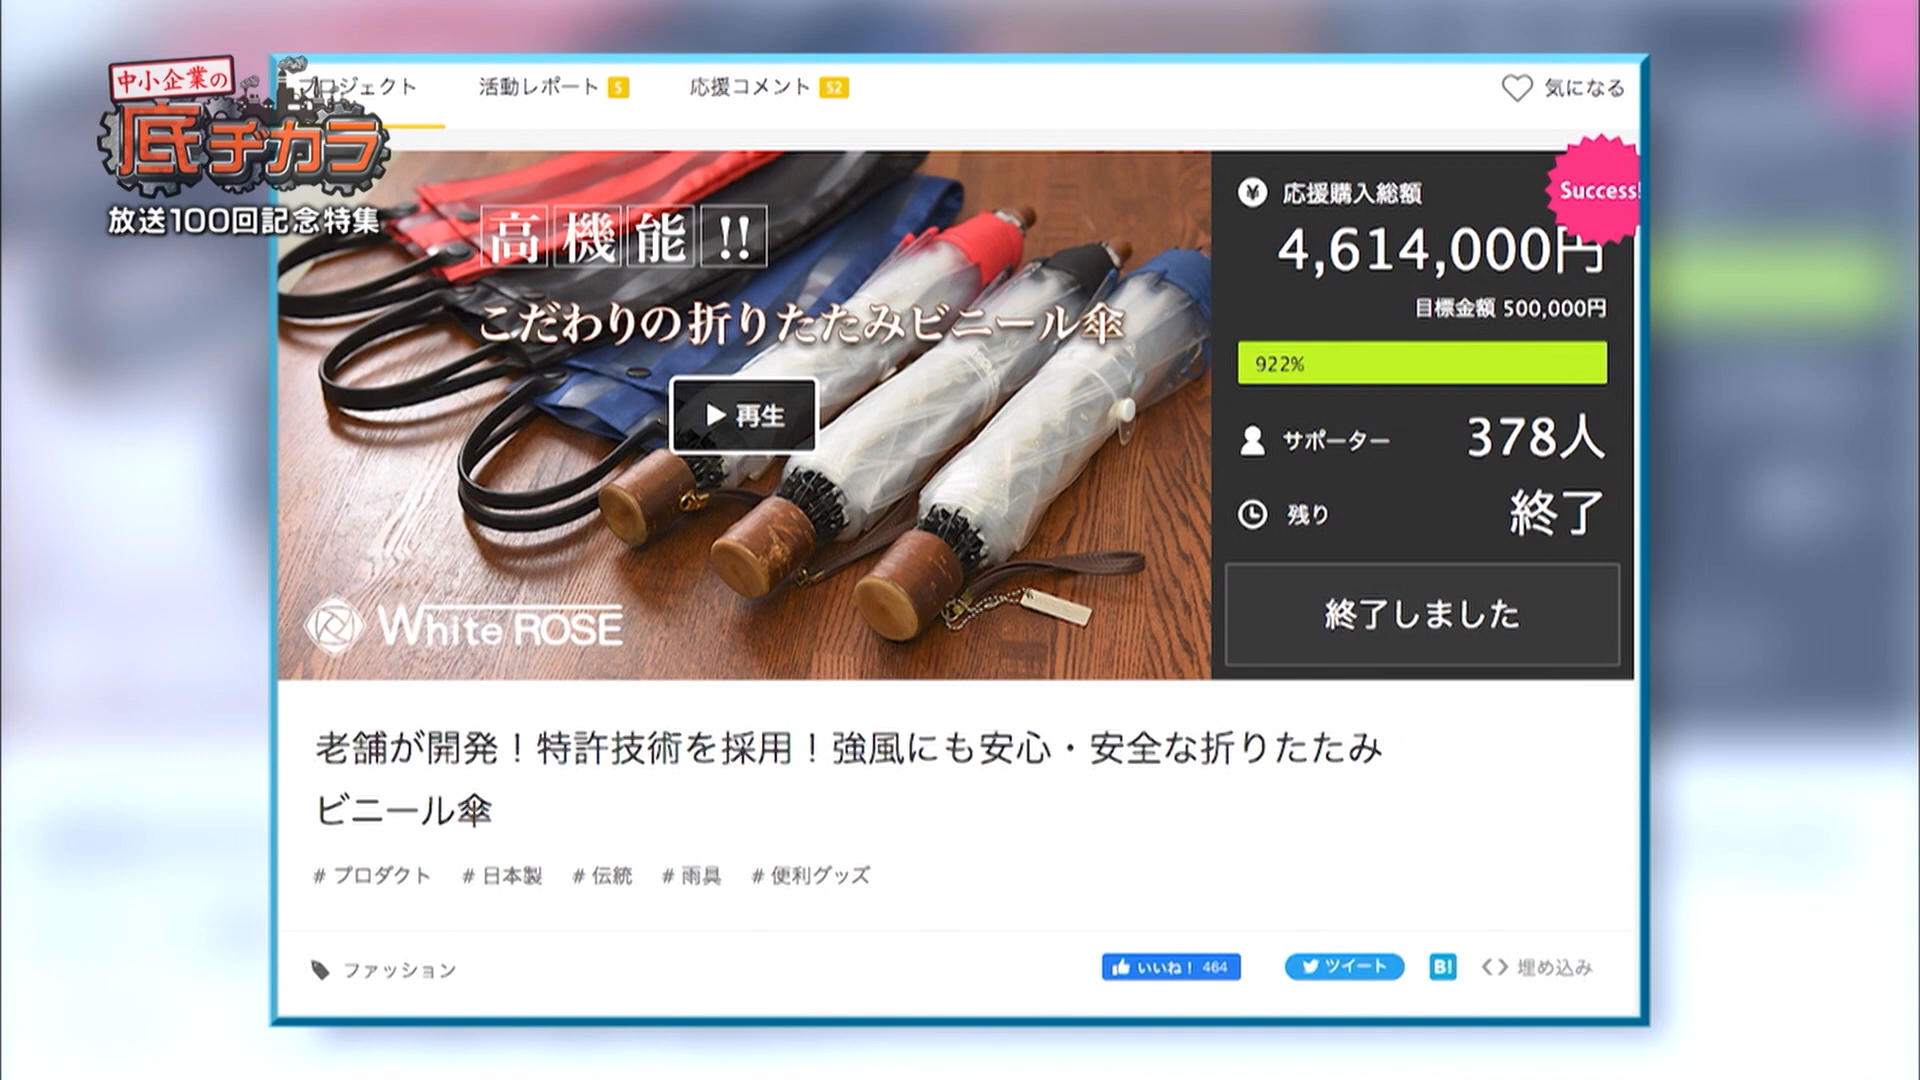 中小企業の
底ヂカラ
放送100回記念特集
プロジェクト
活動レポート 5
応援コメント 52
気になる
高機能!!
こだわりの折りたたみビニール傘
再生
White ROSE
Success!
応援購入総額
4,614,000円
目標金額 500,000円
922%
サポーター 378人
残り 終了
終了しました
老舗が開発！特許技術を採用！強風にも安心・安全な折りたたみ
ビニール傘
# プロダクト # 日本製 # 伝統 # 雨具 # 便利グッズ
ファッション
いいね！ 464
ツイート
B!
埋め込み